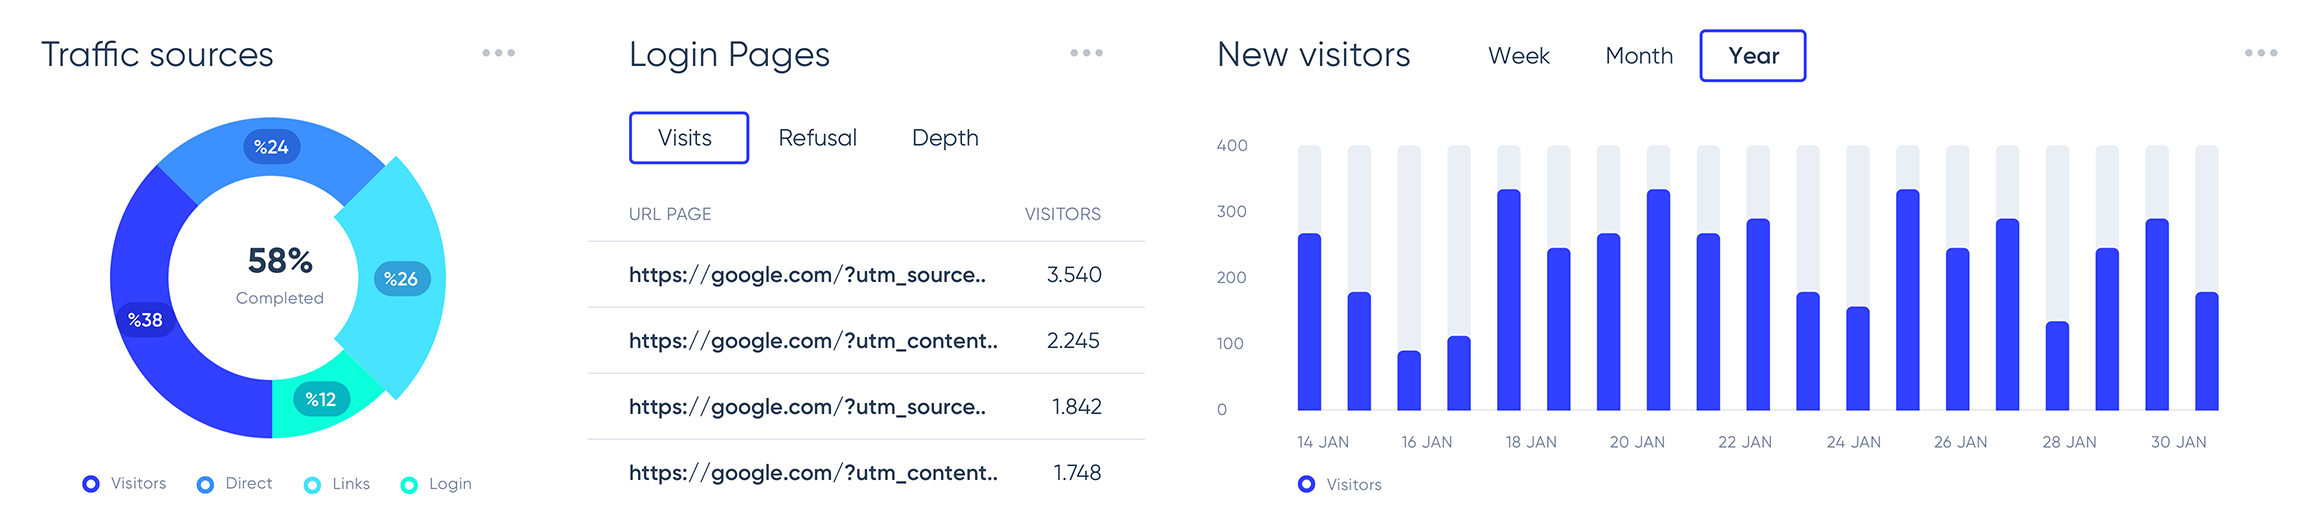 Traffic sources
%24
%26
58%
Completed
%38
%12
Visitors Direct Links Login
Login Pages
Visits Refusal Depth
URL PAGE VISITORS
https://google.com/?utm_source.. 3.540
https://google.com/?utm_content.. 2.245
https://google.com/?utm_source.. 1.842
https://google.com/?utm_content.. 1.748
New visitors Week Month Year
400
300
200
100
0
14 JAN 16 JAN 18 JAN 20 JAN 22 JAN 24 JAN 26 JAN 28 JAN 30 JAN
Visitors